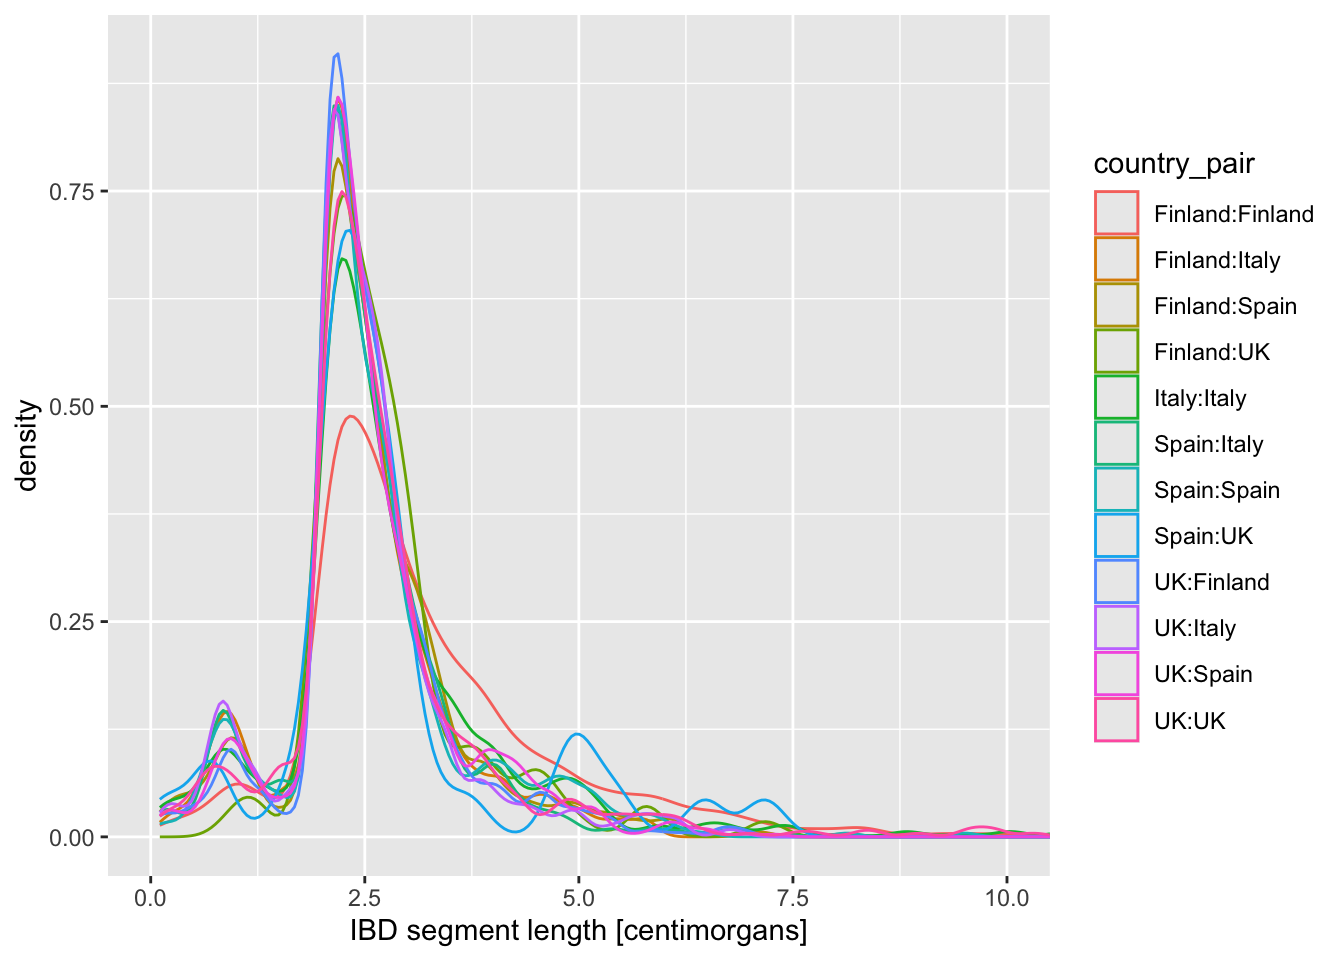 density
0.75
0.50
0.25
0.00
0.0
2.5
5.0
7.5
10.0
IBD segment length [centimorgans]
country_pair
Finland:Finland
Finland:Italy
Finland:Spain
Finland:UK
Italy:Italy
Spain:Italy
Spain:Spain
Spain:UK
UK:Finland
UK:Italy
UK:Spain
UK:UK